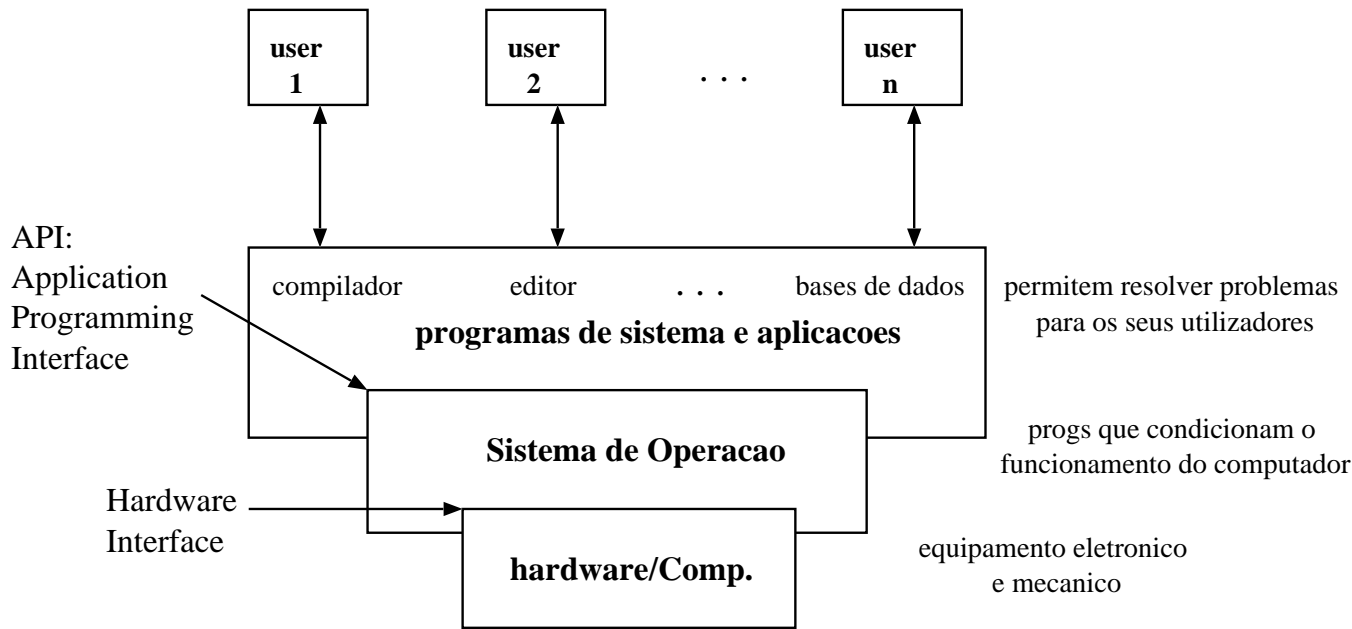 user
1
user
2
. . .
user
n
API:
Application
Programming
Interface
compilador
editor
. . .
bases de dados
programas de sistema e aplicacoes
permitem resolver problemas
para os seus utilizadores
Sistema de Operacao
progs que condicionam o
funcionamento do computador
Hardware
Interface
hardware/Comp.
equipamento eletronico
e mecanico